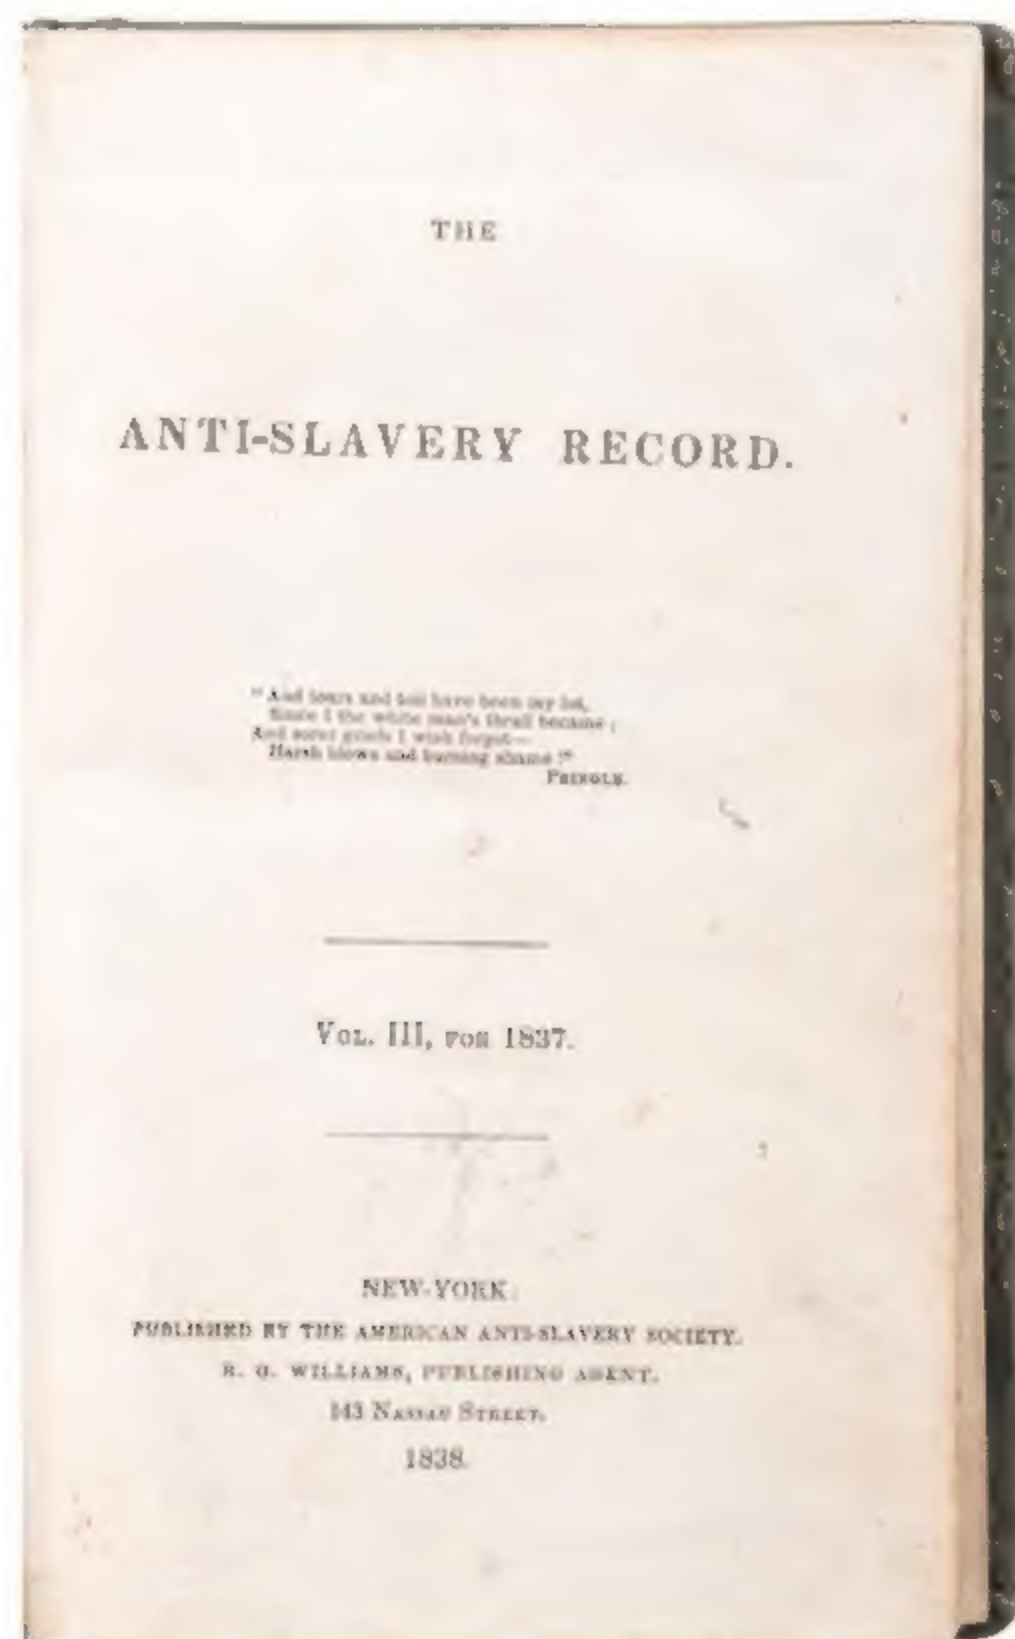 THE
ANTI-SLAVERY RECORD.
"And tears and toil have been my lot,
Since I the white man's thrall became;
And sorer griefs I wish forgot—
Harsh blows and burning shame!"
PRINGLE.
VOL. III, FOR 1837.
NEW-YORK:
PUBLISHED BY THE AMERICAN ANTI-SLAVERY SOCIETY.
R. G. WILLIAMS, PUBLISHING AGENT.
143 NASSAU STREET.
1838.